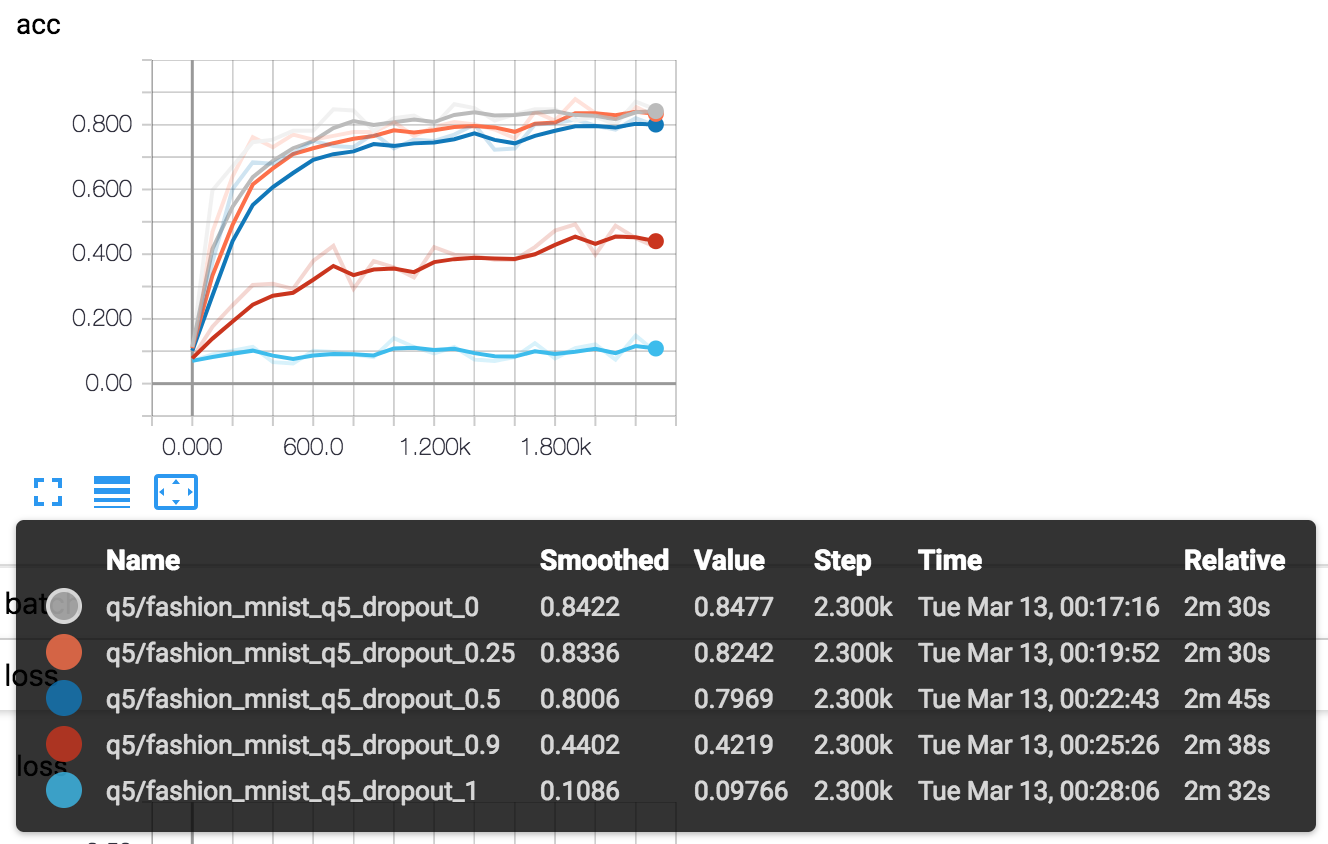 acc
0.800
0.600
0.400
0.200
0.00
0.000 600.0 1.200k 1.800k
Name Smoothed Value Step Time Relative
q5/fashion_mnist_q5_dropout_0 0.8422 0.8477 2.300k Tue Mar 13, 00:17:16 2m 30s
q5/fashion_mnist_q5_dropout_0.25 0.8336 0.8242 2.300k Tue Mar 13, 00:19:52 2m 30s
loss
q5/fashion_mnist_q5_dropout_0.5 0.8006 0.7969 2.300k Tue Mar 13, 00:22:43 2m 45s
q5/fashion_mnist_q5_dropout_0.9 0.4402 0.4219 2.300k Tue Mar 13, 00:25:26 2m 38s
loss
q5/fashion_mnist_q5_dropout_1 0.1086 0.09766 2.300k Tue Mar 13, 00:28:06 2m 32s